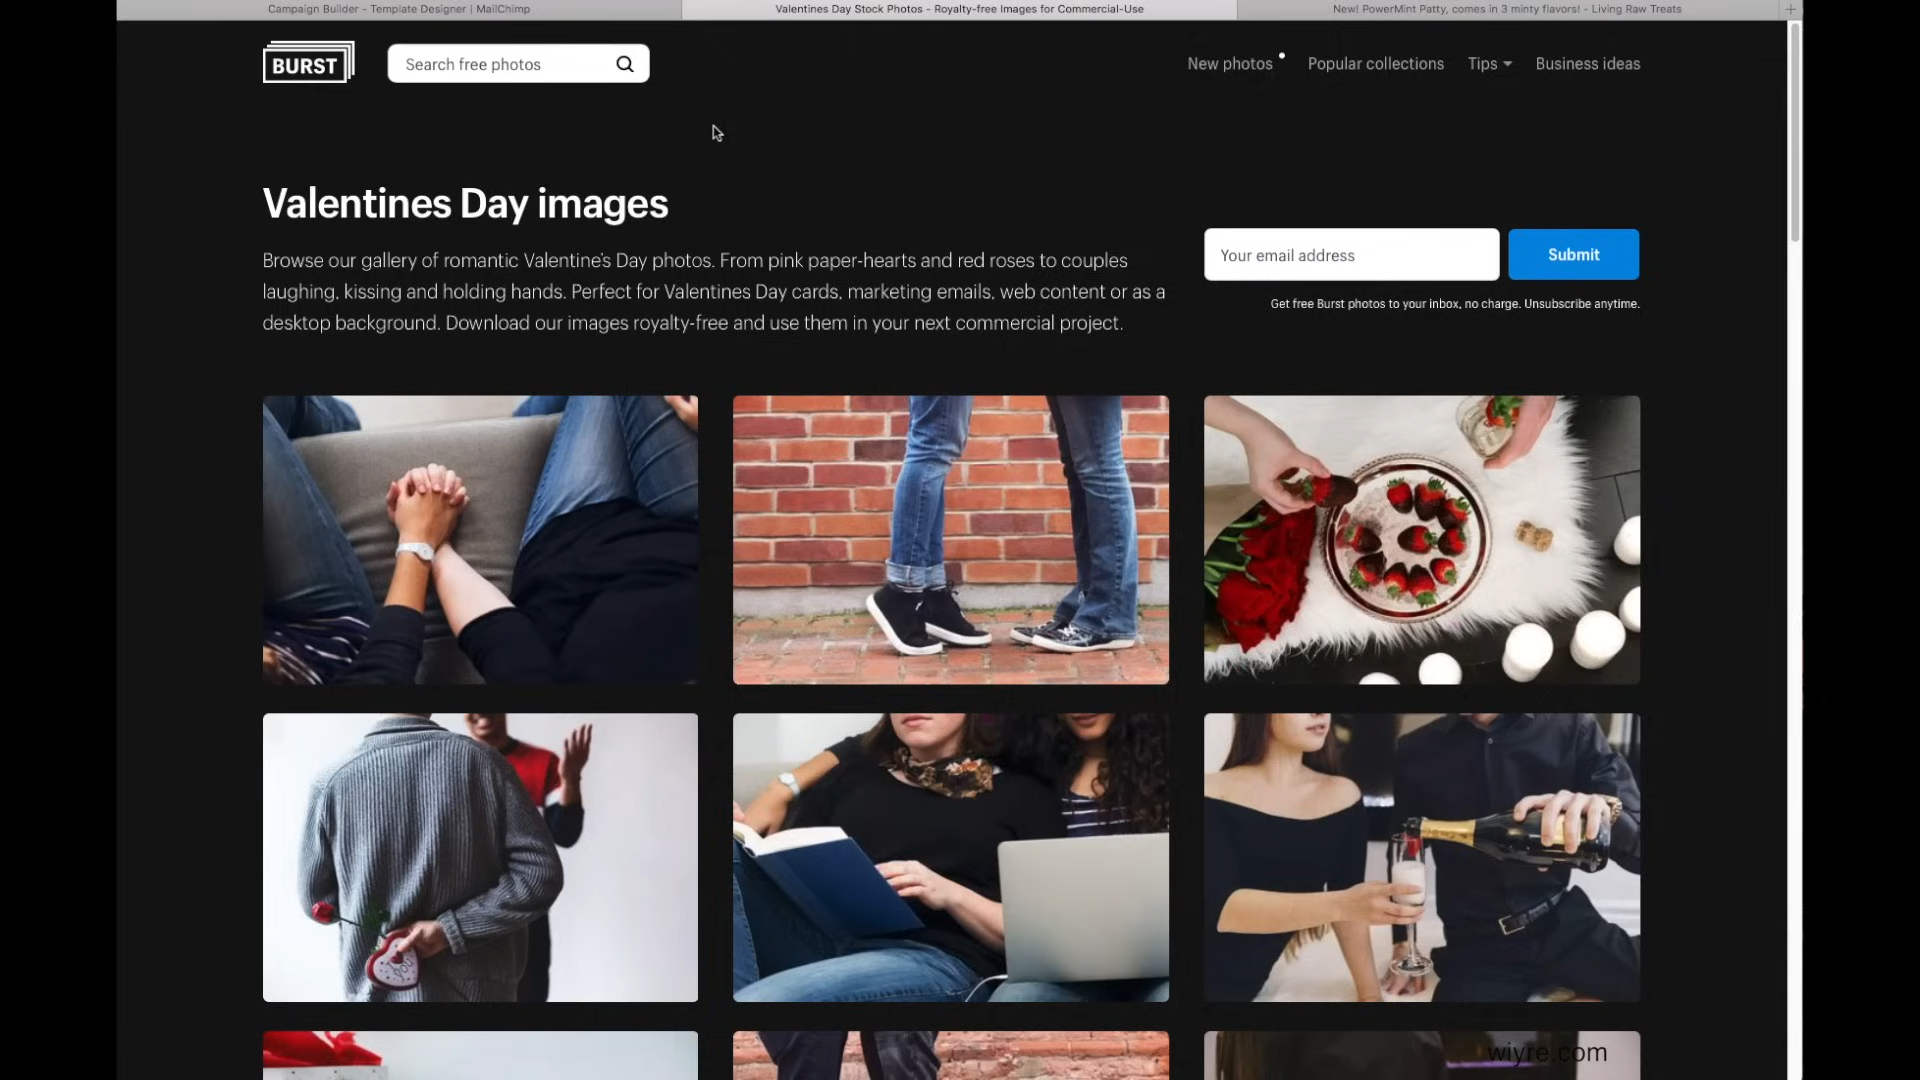 Campaign Builder - Template Designer | MailChimp
Valentines Day Stock Photos - Royalty-free Images for Commercial-Use
New! PowerMint Patty, comes in 3 minty flavors! - Living Raw Treats
BURST
Search free photos
New photos
Popular collections
Tips
Business ideas
Valentines Day images
Browse our gallery of romantic Valentine's Day photos. From pink paper-hearts and red roses to couples
laughing, kissing and holding hands. Perfect for Valentines Day cards, marketing emails, web content or as a
desktop background. Download our images royalty-free and use them in your next commercial project.
Your email address
Submit
Get free Burst photos to your inbox, no charge. Unsubscribe anytime.
I
YOU
wiyre.com